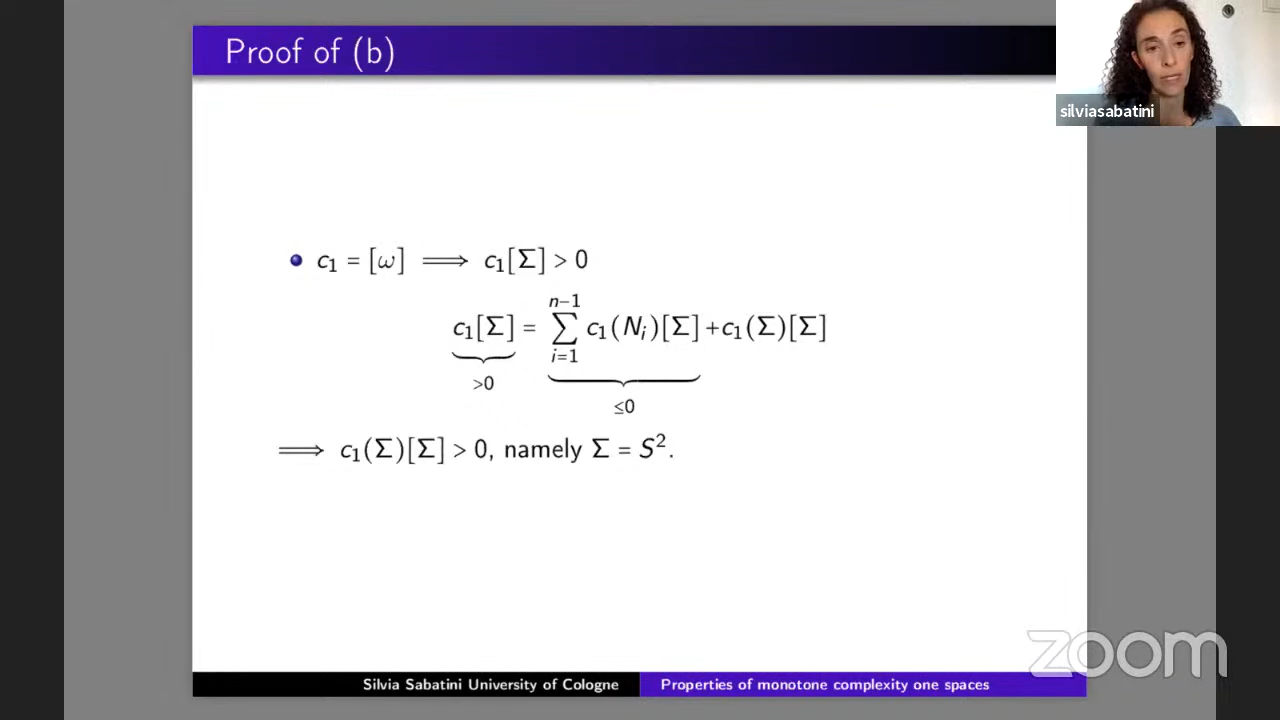 Proof of (b)
silviasabatini
c₁ = [ω] ⟹ c₁[Σ] > 0
c₁[Σ] = ∑_{i=1}^{n−1} c₁(Nᵢ)[Σ] + c₁(Σ)[Σ]
>0
≤0
⟹ c₁(Σ)[Σ] > 0, namely Σ = S².
zoom
Silvia Sabatini University of Cologne
Properties of monotone complexity one spaces